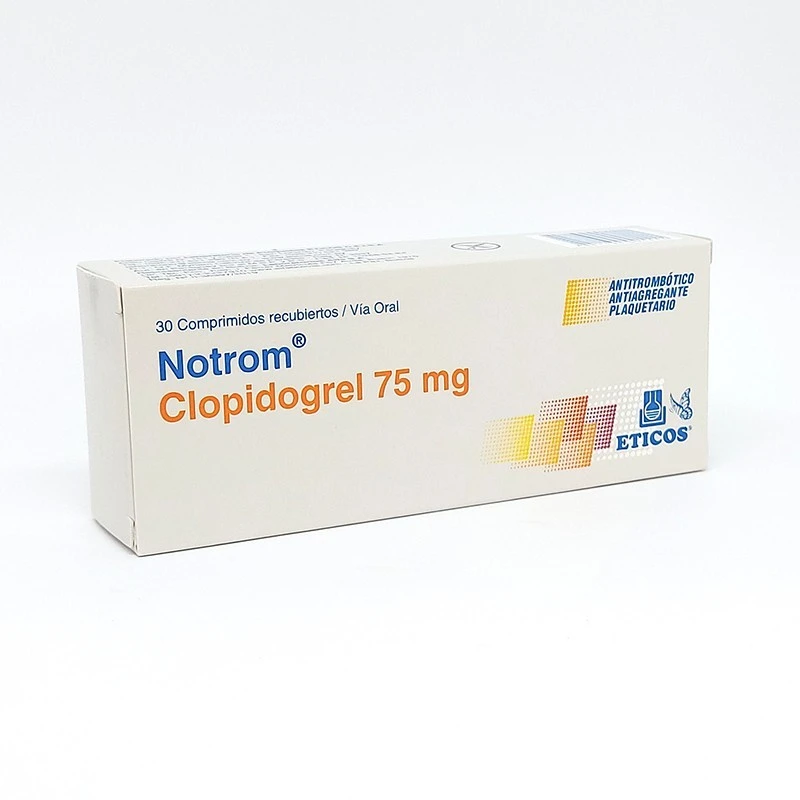 30 Comprimidos recubiertos / Vía Oral
Notrom®
Clopidogrel 75 mg
ANTITROMBÓTICO
ANTIAGREGANTE
PLAQUETARIO
ETICOS®